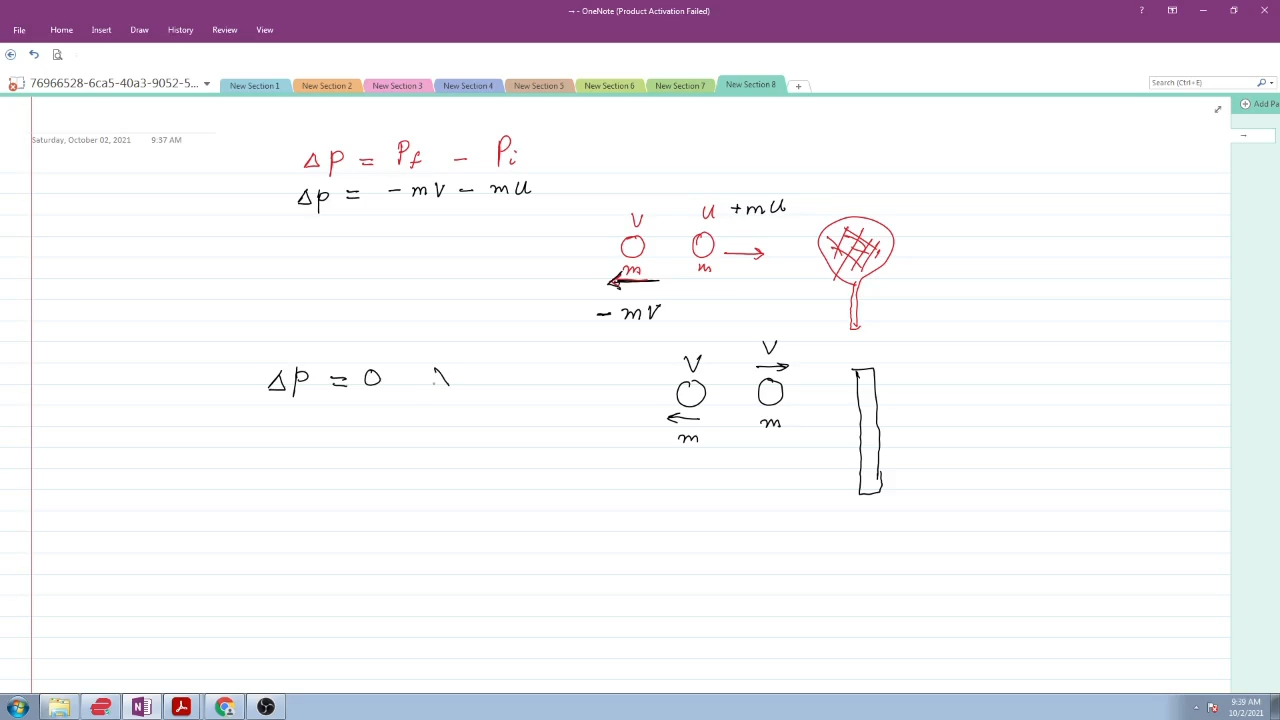 → - OneNote (Product Activation Failed)
File Home Insert Draw History Review View
76966528-6ca5-40a3-9052-5... New Section 1 New Section 2 New Section 3 New Section 4 New Section 5 New Section 6 New Section 7 New Section 8
Search (Ctrl+E)
Add Pa
Saturday, October 02, 2021 9:37 AM
Δp = Pf - Pi
Δp = - mV - mu
V u +mu
m m
- mV
V V
Δp = 0
m m
9:39 AM
10/2/2021